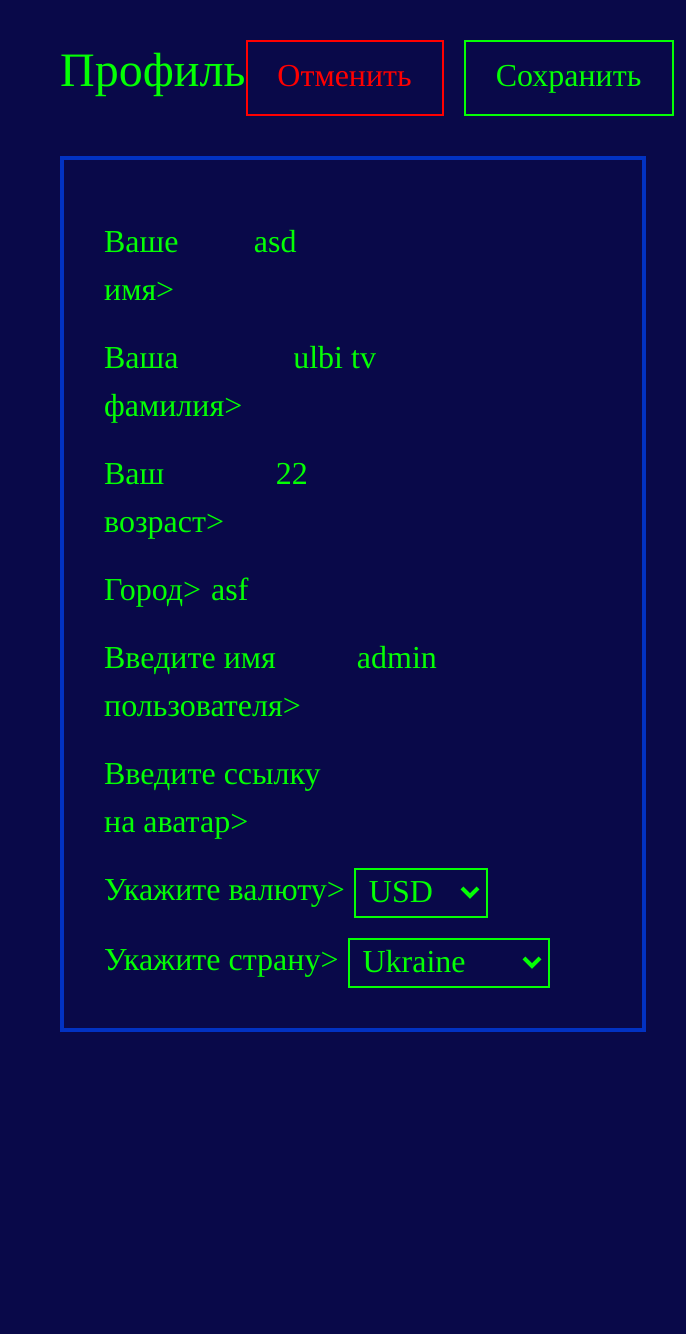 Профиль Отменить Сохранить
Ваше asd
имя>
Ваша ulbi tv
фамилия>
Ваш 22
возраст>
Город> asf
Введите имя admin
пользователя>
Введите ссылку
на аватар>
Укажите валюту> USD
Укажите страну> Ukraine